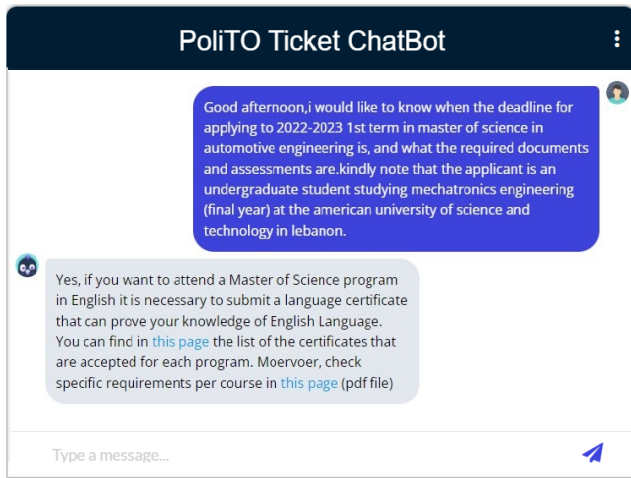 PoliTO Ticket ChatBot
Good afternoon,i would like to know when the deadline for
applying to 2022-2023 1st term in master of science in
automotive engineering is, and what the required documents
and assessments are.kindly note that the applicant is an
undergraduate student studying mechatronics engineering
(final year) at the american university of science and
technology in lebanon.
Yes, if you want to attend a Master of Science program
in English it is necessary to submit a language certificate
that can prove your knowledge of English Language.
You can find in this page the list of the certificates that
are accepted for each program. Moervoer, check
specific requirements per course in this page (pdf file)
Type a message...